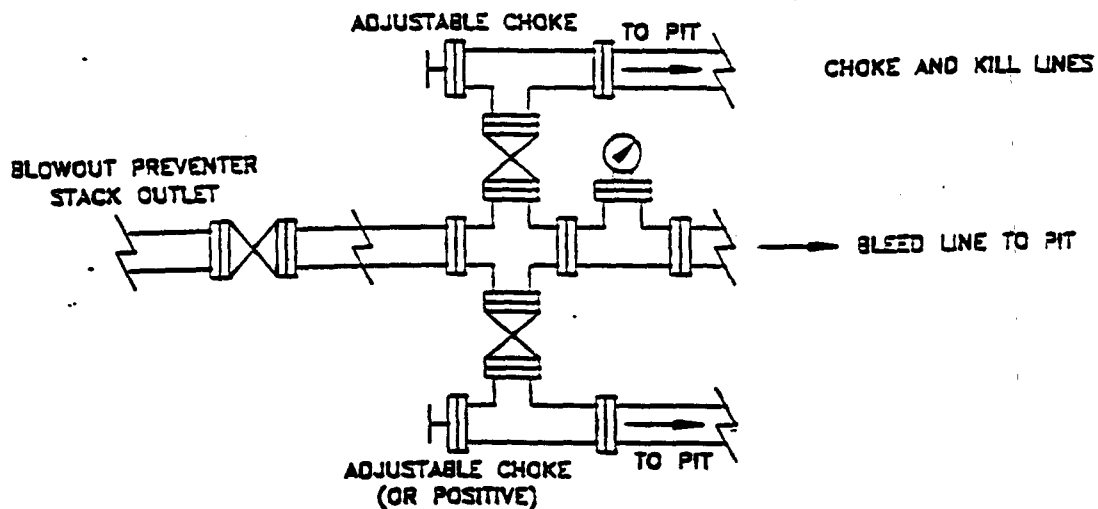 ADJUSTABLE CHOKE
TO PIT
CHOKE AND KILL LINES
BLOWOUT PREVENTER
STACK OUTLET
BLEED LINE TO PIT
ADJUSTABLE CHOKE
(OR POSITIVE)
TO PIT